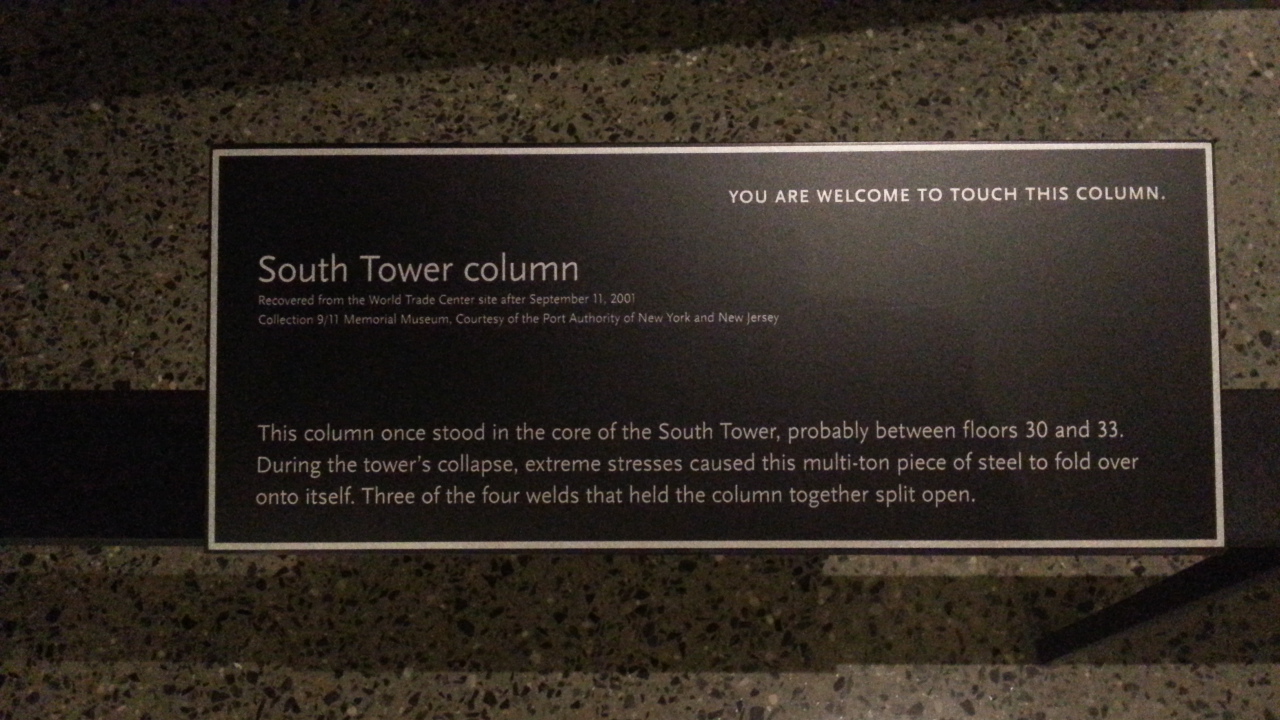 YOU ARE WELCOME TO TOUCH THIS COLUMN.
South Tower column
Recovered from the World Trade Center site after September 11, 2001
Collection 9/11 Memorial Museum, Courtesy of the Port Authority of New York and New Jersey
This column once stood in the core of the South Tower, probably between floors 30 and 33.
During the tower's collapse, extreme stresses caused this multi-ton piece of steel to fold over
onto itself. Three of the four welds that held the column together split open.